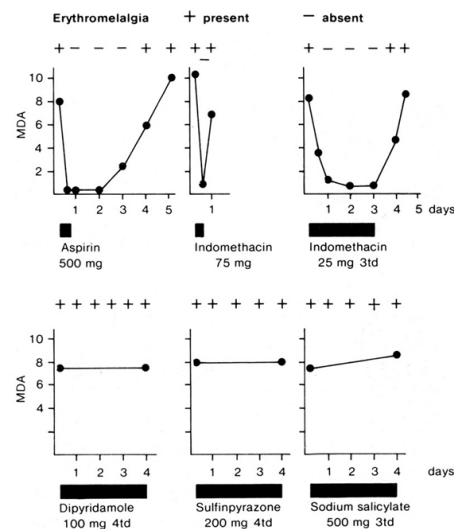 Erythromelalgia + present − absent
+ − − − + +
+ − +
+ − − − + +
MDA
10
8
6
4
2
1 2 3 4 5
1
1 2 3 4 5 days
Aspirin
500 mg
Indomethacin
75 mg
Indomethacin
25 mg 3td
+ + + + + +
+ + + + +
+ + + + +
MDA
10
8
6
4
1 2 3 4
1 2 3 4
1 2 3 4 days
Dipyridamole
100 mg 4td
Sulfinpyrazone
200 mg 4td
Sodium salicylate
500 mg 3td